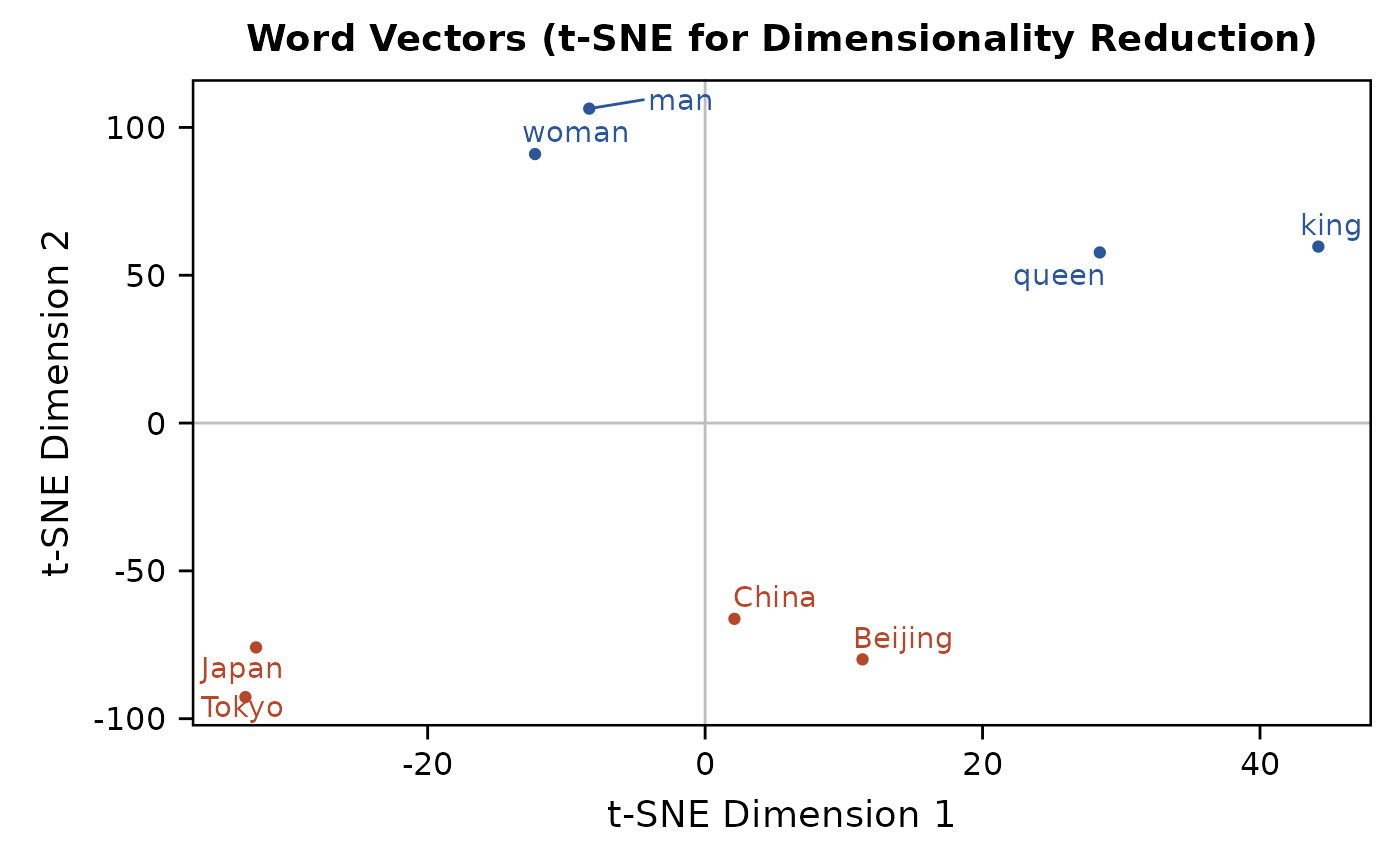 Word Vectors (t-SNE for Dimensionality Reduction)
t-SNE Dimension 2
100
50
0
-50
-100
man
woman
king
queen
China
Beijing
Japan
Tokyo
-20
0
20
40
t-SNE Dimension 1